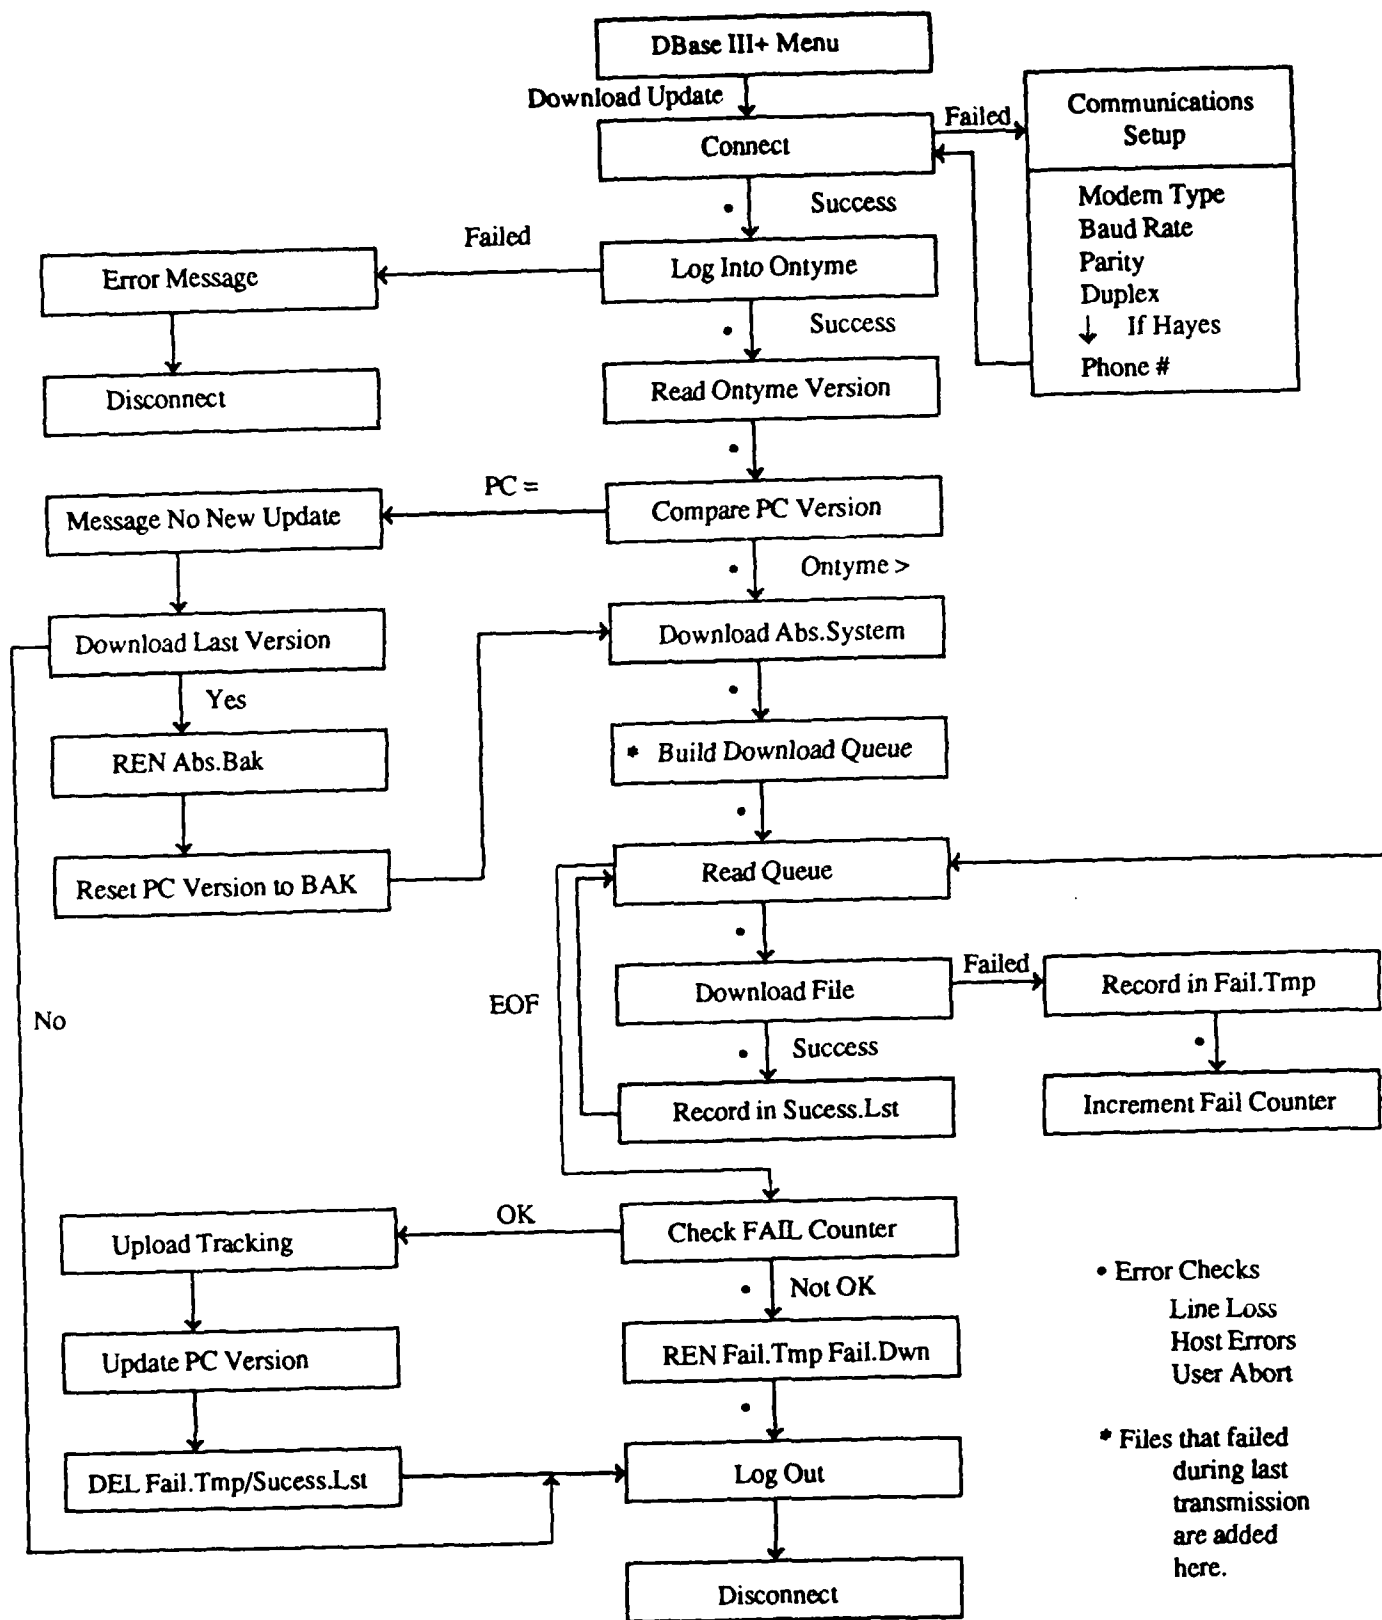 DBase III+ Menu
Download Update
Connect
Failed
Communications
Setup
Modem Type
Baud Rate
Parity
Duplex
↓ If Hayes
Phone #
• Success
Log Into Ontyme
Failed
Error Message
Disconnect
• Success
Read Ontyme Version
•
Compare PC Version
PC =
Message No New Update
• Ontyme >
Download Last Version
Download Abs.System
Yes
•
REN Abs.Bak
* Build Download Queue
•
Reset PC Version to BAK
Read Queue
•
Download File
Failed
Record in Fail.Tmp
EOF
No
• Success
•
Record in Sucess.Lst
Increment Fail Counter
OK
Upload Tracking
Check FAIL Counter
• Not OK
Update PC Version
REN Fail.Tmp Fail.Dwn
•
DEL Fail.Tmp/Sucess.Lst
Log Out
Disconnect
• Error Checks
Line Loss
Host Errors
User Abort
* Files that failed
during last
transmission
are added
here.